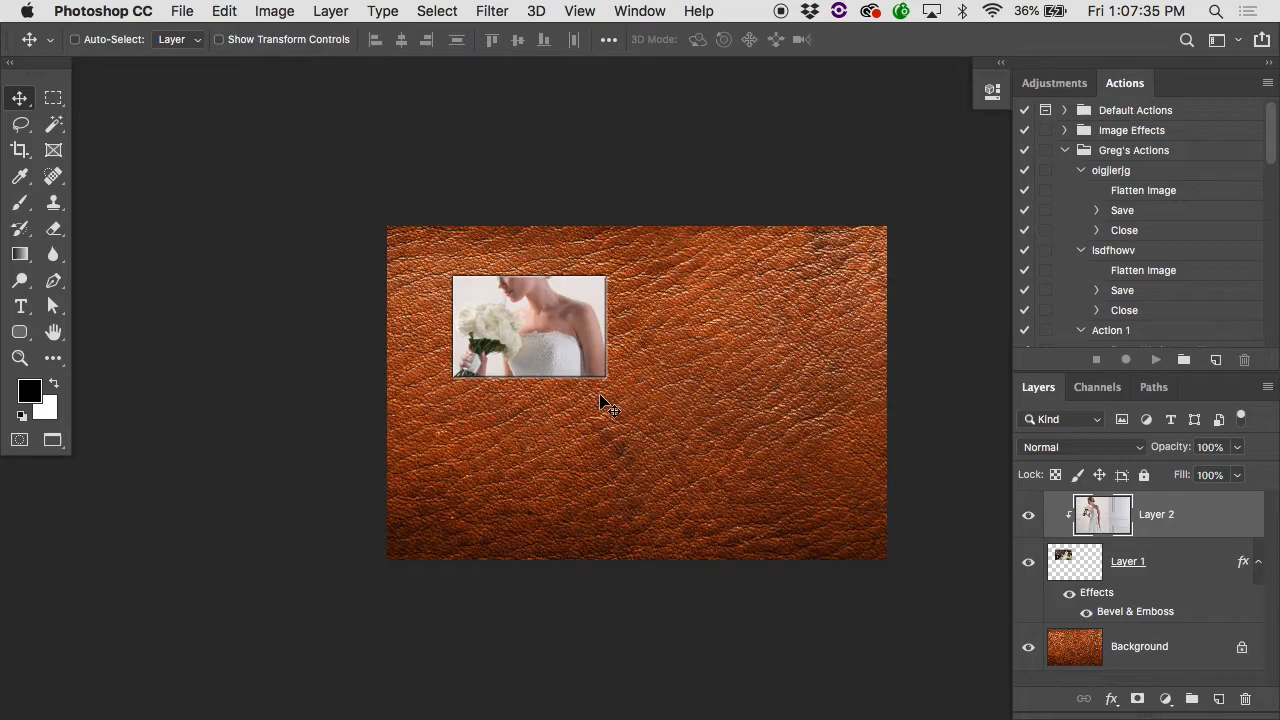 Photoshop CC File Edit Image Layer Type Select Filter 3D View Window Help 36% Fri 1:07:35 PM
Auto-Select: Layer Show Transform Controls 3D Mode:
Adjustments Actions
Default Actions
Image Effects
Greg's Actions
olgjlerjg
Flatten Image
Save
Close
lsdfhowv
Flatten Image
Save
Close
Action 1
Layers Channels Paths
Kind
Normal Opacity: 100%
Lock: Fill: 100%
Layer 2
Layer 1 fx
Effects
Bevel & Emboss
Background
fx